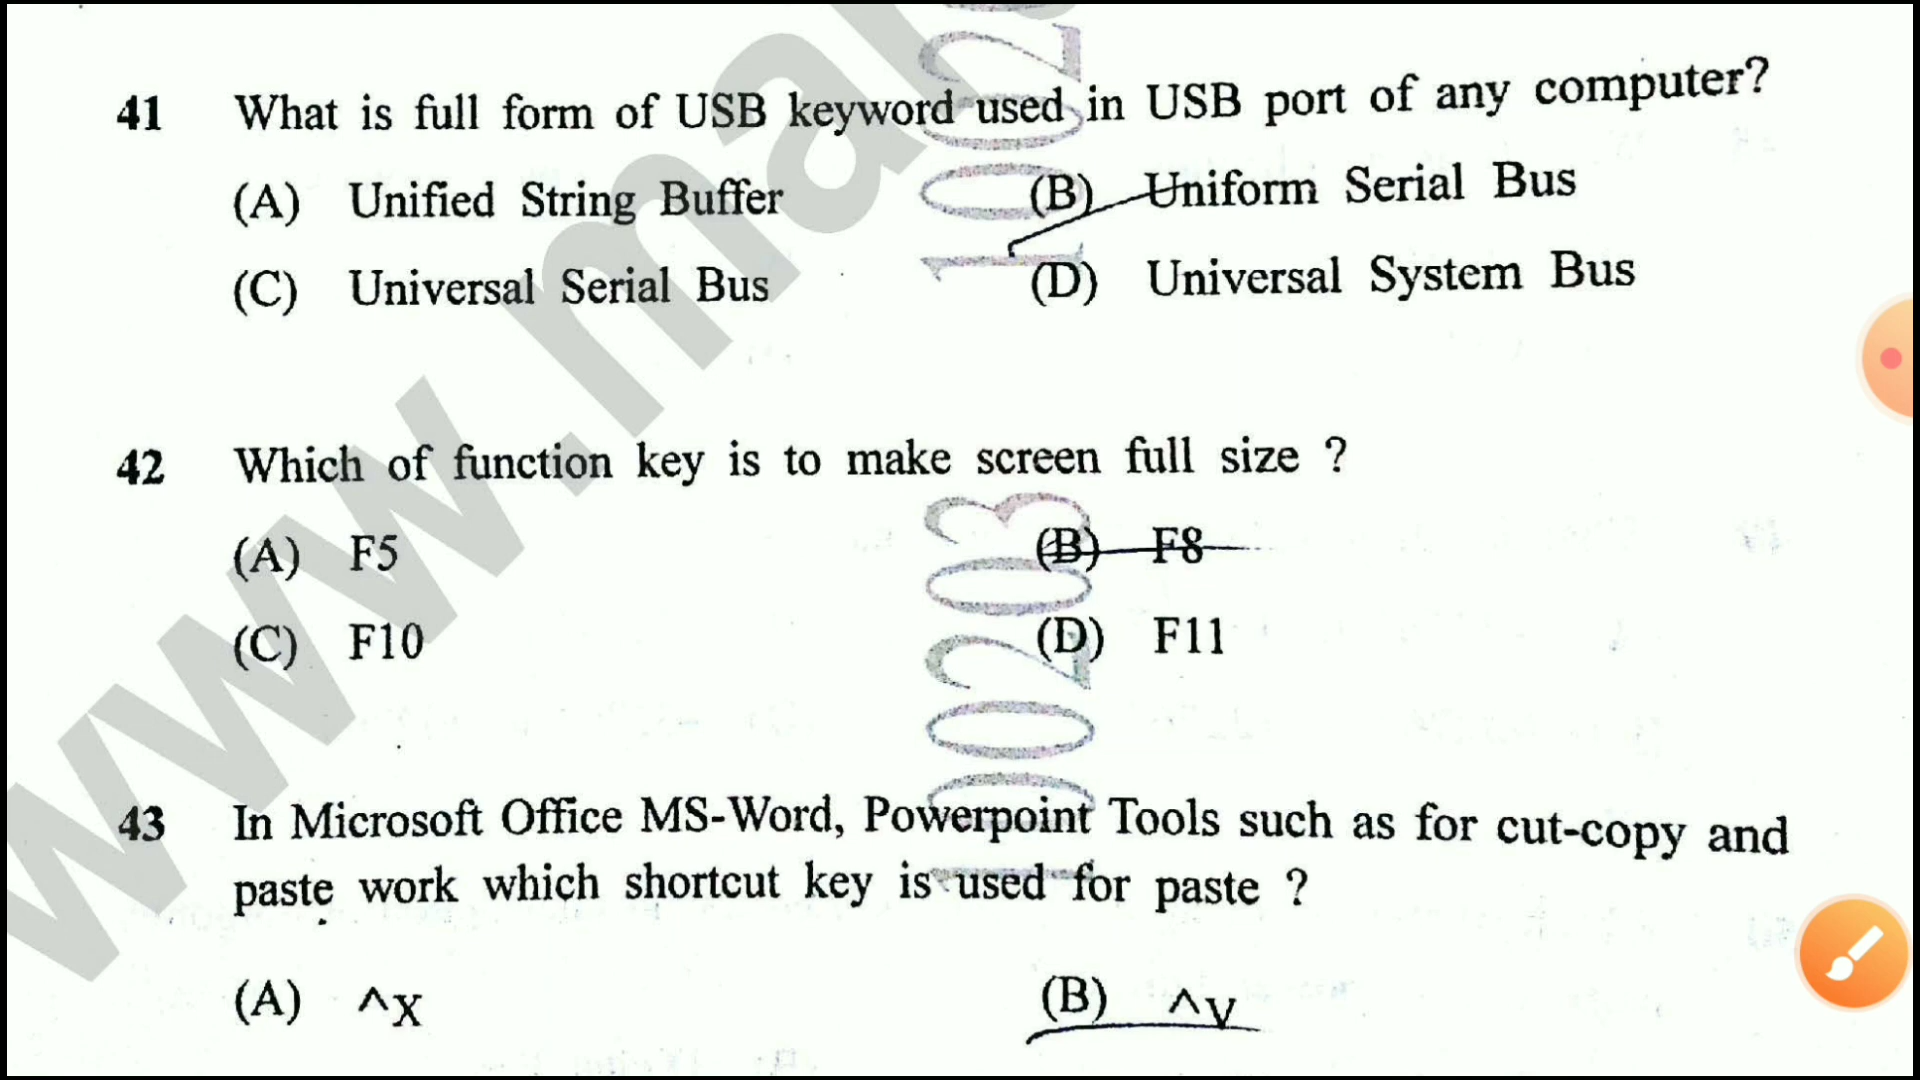 41 What is full form of USB keyword used in USB port of any computer?
(A) Unified String Buffer (B) Uniform Serial Bus
(C) Universal Serial Bus (D) Universal System Bus
42 Which of function key is to make screen full size ?
(A) F5 (B) F8
(C) F10 (D) F11
43 In Microsoft Office MS-Word, Powerpoint Tools such as for cut-copy and
paste work which shortcut key is used for paste ?
(A) ^X (B) ^V
www.mar
100203